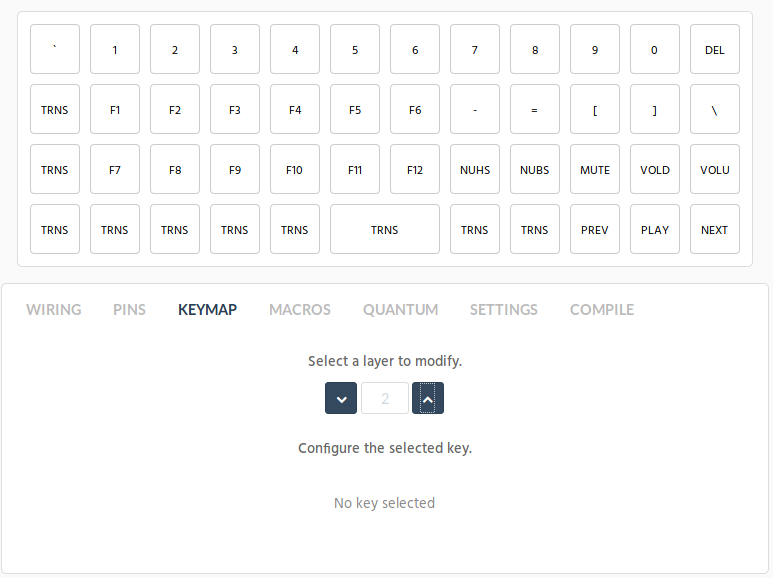 ` 1 2 3 4 5 6 7 8 9 0 DEL
TRNS F1 F2 F3 F4 F5 F6 - = [ ] \
TRNS F7 F8 F9 F10 F11 F12 NUHS NUBS MUTE VOLD VOLU
TRNS TRNS TRNS TRNS TRNS TRNS TRNS TRNS PREV PLAY NEXT
WIRING PINS KEYMAP MACROS QUANTUM SETTINGS COMPILE
Select a layer to modify.
2
Configure the selected key.
No key selected